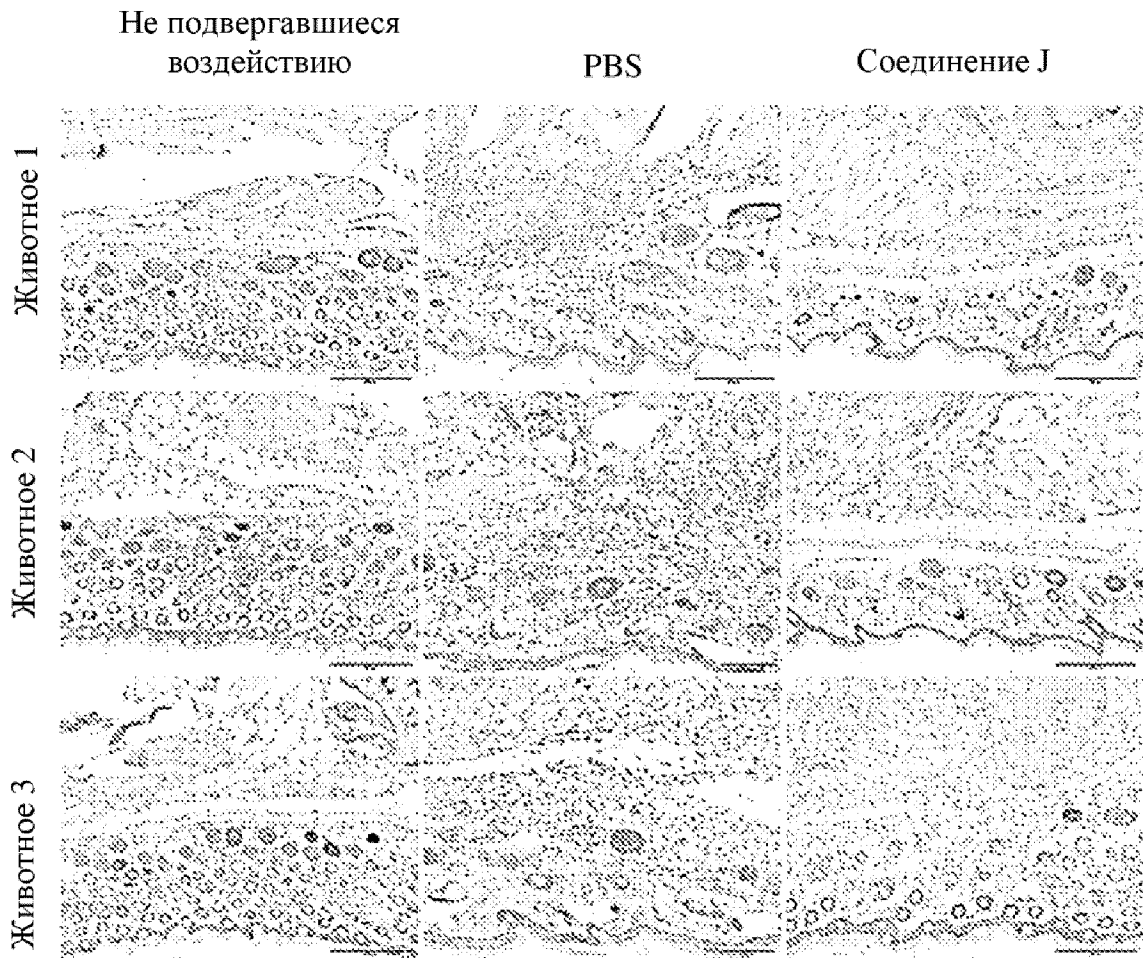 Не подвергавшиеся
воздействию
PBS
Соединение J
Животное 1
Животное 2
Животное 3